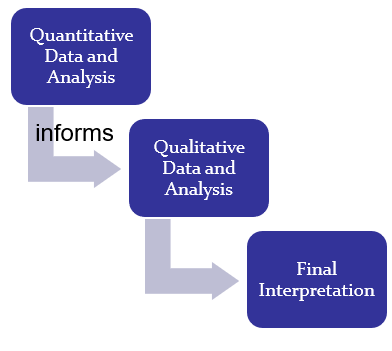 Quantitative
Data and
Analysis
informs
Qualitative
Data and
Analysis
Final
Interpretation